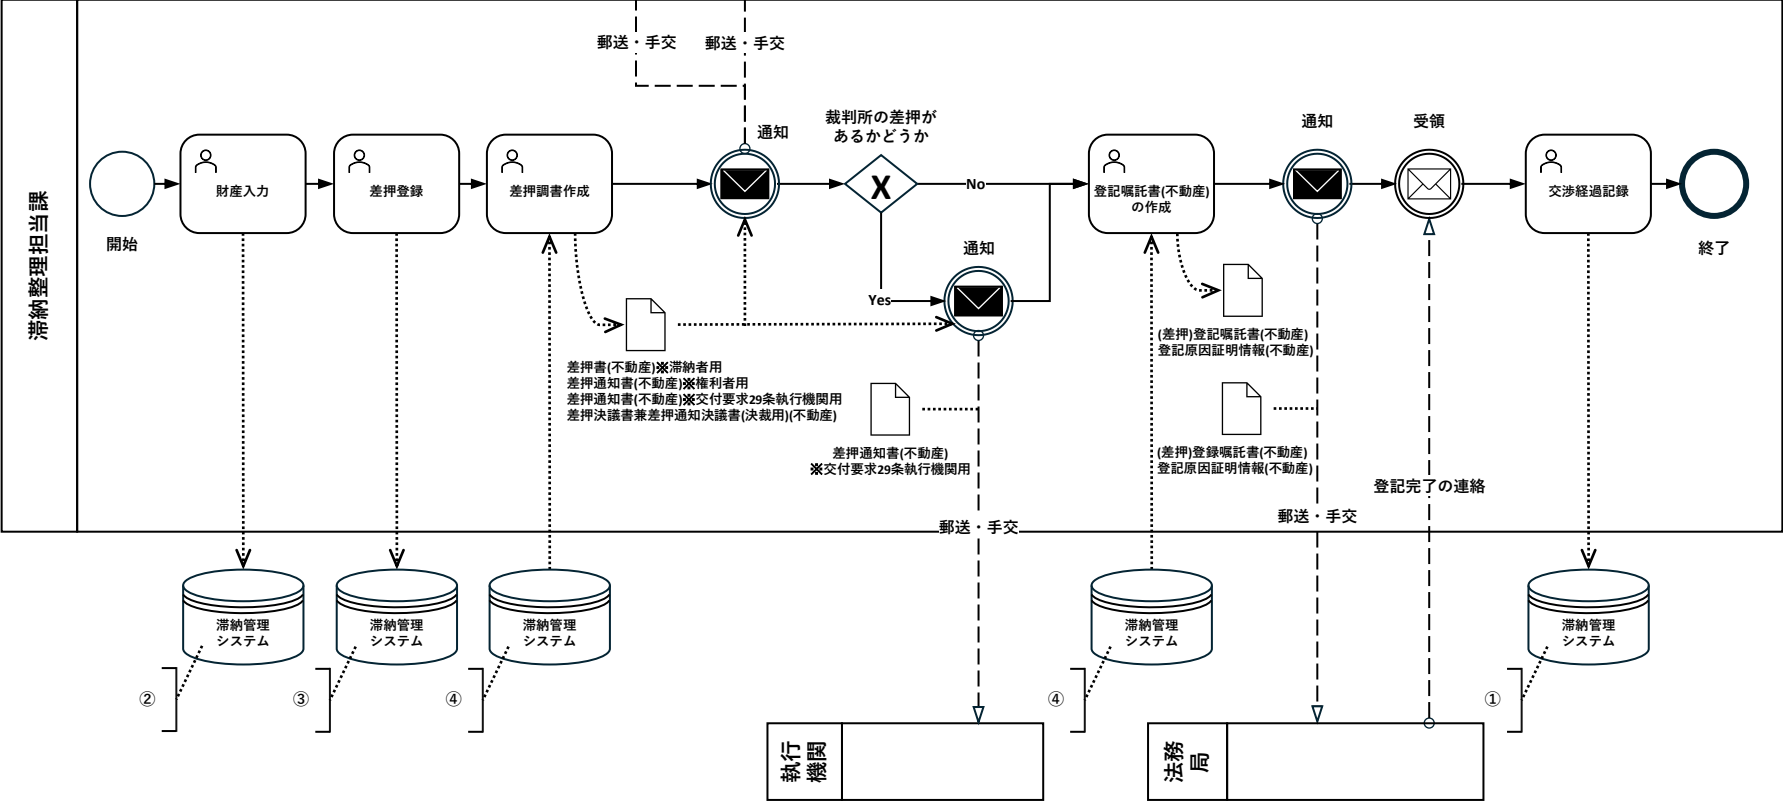 滞納整理担当課
郵送・手交
郵送・手交
開始
財産入力
差押登録
差押調書作成
通知
裁判所の差押が
あるかどうか
X
No
Yes
通知
登記嘱託書(不動産)
の作成
通知
受領
交渉経過記録
終了
差押書(不動産)※滞納者用
差押通知書(不動産)※権利者用
差押通知書(不動産)※交付要求29条執行機関用
差押決議書兼差押通知決議書(決裁用)(不動産)
差押通知書(不動産)
※交付要求29条執行機関用
(差押)登記嘱託書(不動産)
登記原因証明情報(不動産)
(差押)登録嘱託書(不動産)
登記原因証明情報(不動産)
登記完了の連絡
郵送・手交
郵送・手交
滞納管理
システム
滞納管理
システム
滞納管理
システム
滞納管理
システム
滞納管理
システム
②
③
④
④
①
執行
機関
法務
局